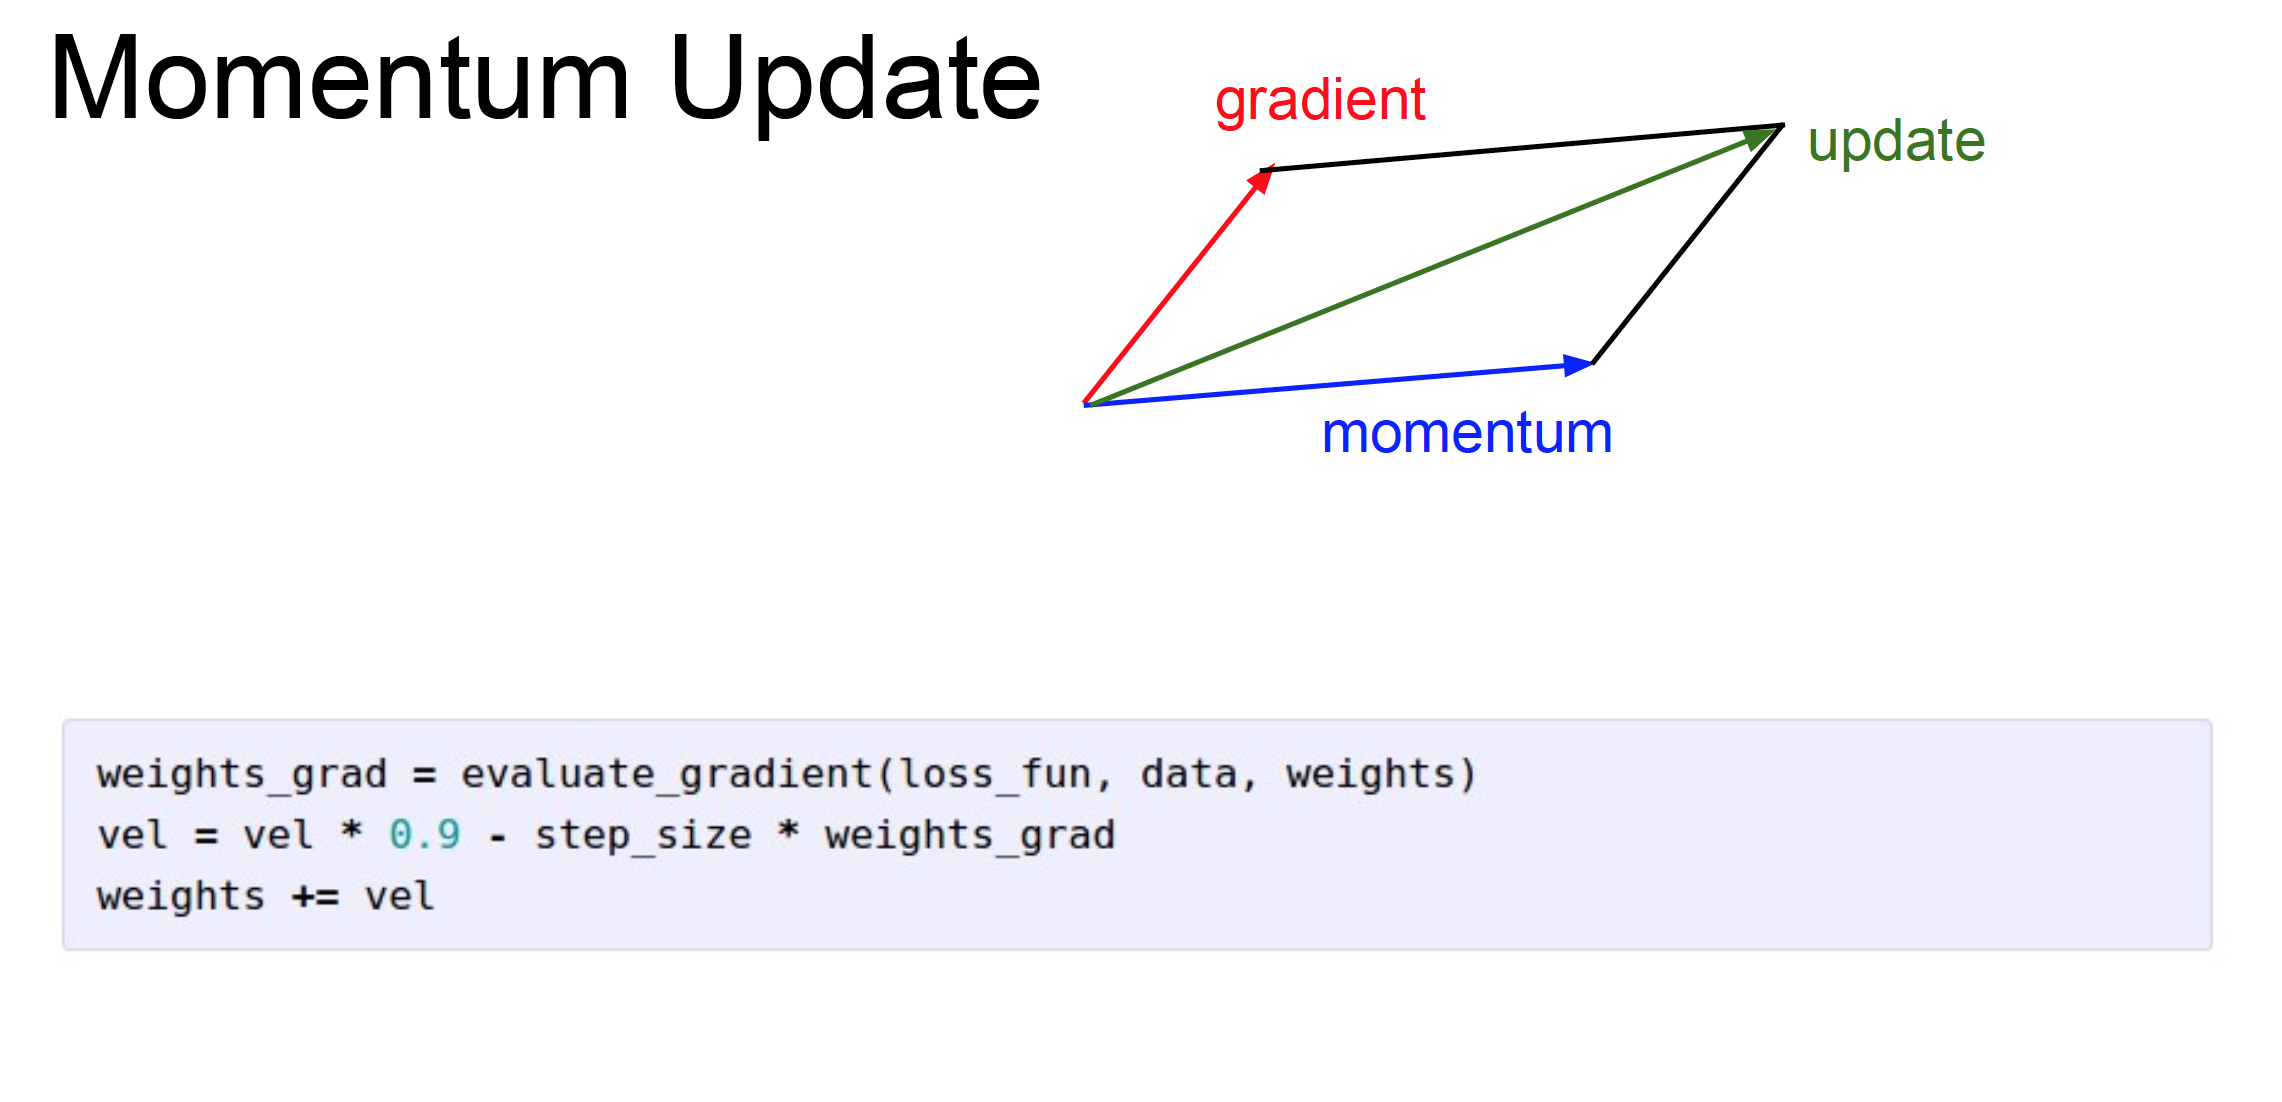 Momentum Update
gradient
update
momentum
weights_grad = evaluate_gradient(loss_fun, data, weights)
vel = vel * 0.9 - step_size * weights_grad
weights += vel